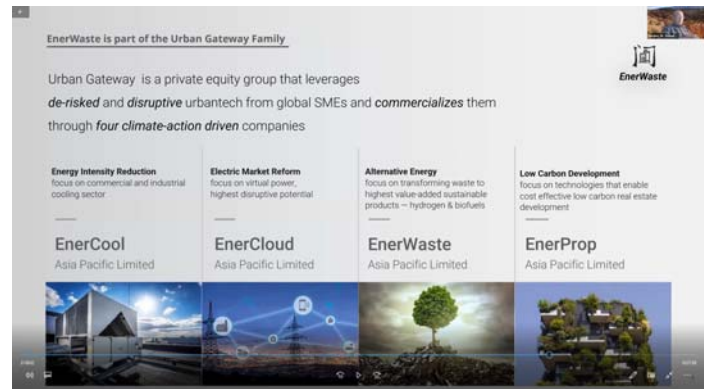 EnerWaste is part of the Urban Gateway Family
EnerWaste
Urban Gateway is a private equity group that leverages
de-risked and disruptive urbantech from global SMEs and commercializes them
through four climate-action driven companies
Energy Intensity Reduction
focus on commercial and industrial
cooling sector
EnerCool
Asia Pacific Limited
Electric Market Reform
focus on virtual power,
highest disruptive potential
EnerCloud
Asia Pacific Limited
Alternative Energy
focus on transforming waste to
highest value-added sustainable
products — hydrogen & biofuels
EnerWaste
Asia Pacific Limited
Low Carbon Development
focus on technologies that enable
cost effective low carbon real estate
development
EnerProp
Asia Pacific Limited